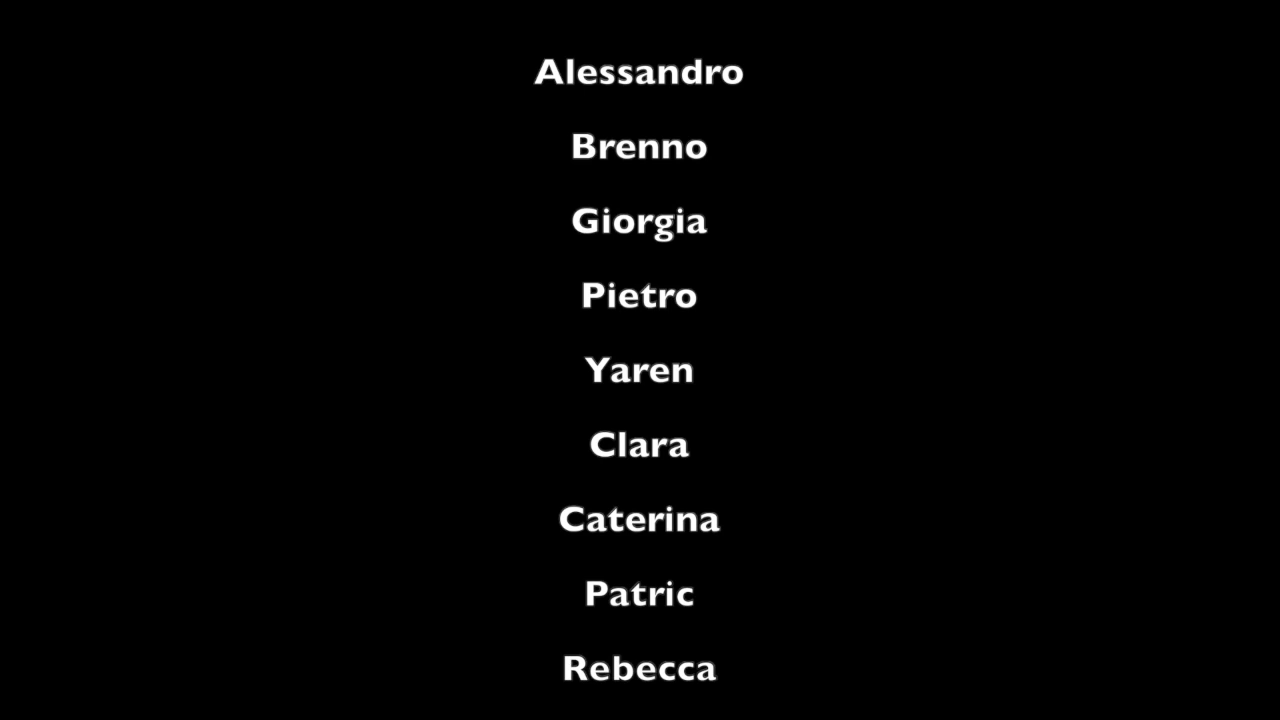 Alessandro
Brenno
Giorgia
Pietro
Yaren
Clara
Caterina
Patric
Rebecca